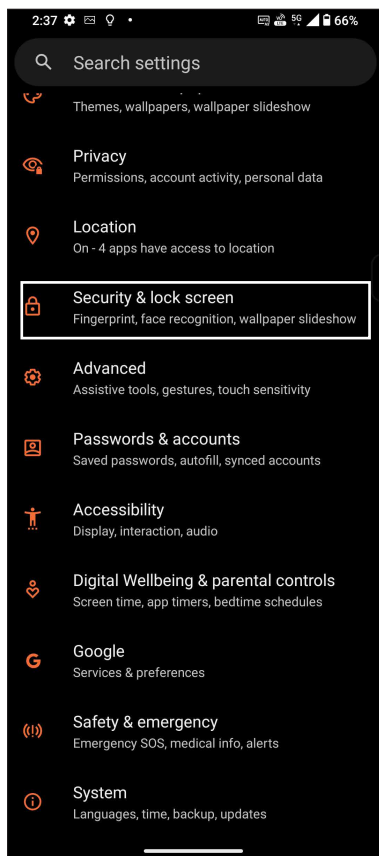 2:37
5G
66%
Search settings
Themes, wallpapers, wallpaper slideshow
Privacy
Permissions, account activity, personal data
Location
On - 4 apps have access to location
Security & lock screen
Fingerprint, face recognition, wallpaper slideshow
Advanced
Assistive tools, gestures, touch sensitivity
Passwords & accounts
Saved passwords, autofill, synced accounts
Accessibility
Display, interaction, audio
Digital Wellbeing & parental controls
Screen time, app timers, bedtime schedules
Google
Services & preferences
Safety & emergency
Emergency SOS, medical info, alerts
System
Languages, time, backup, updates